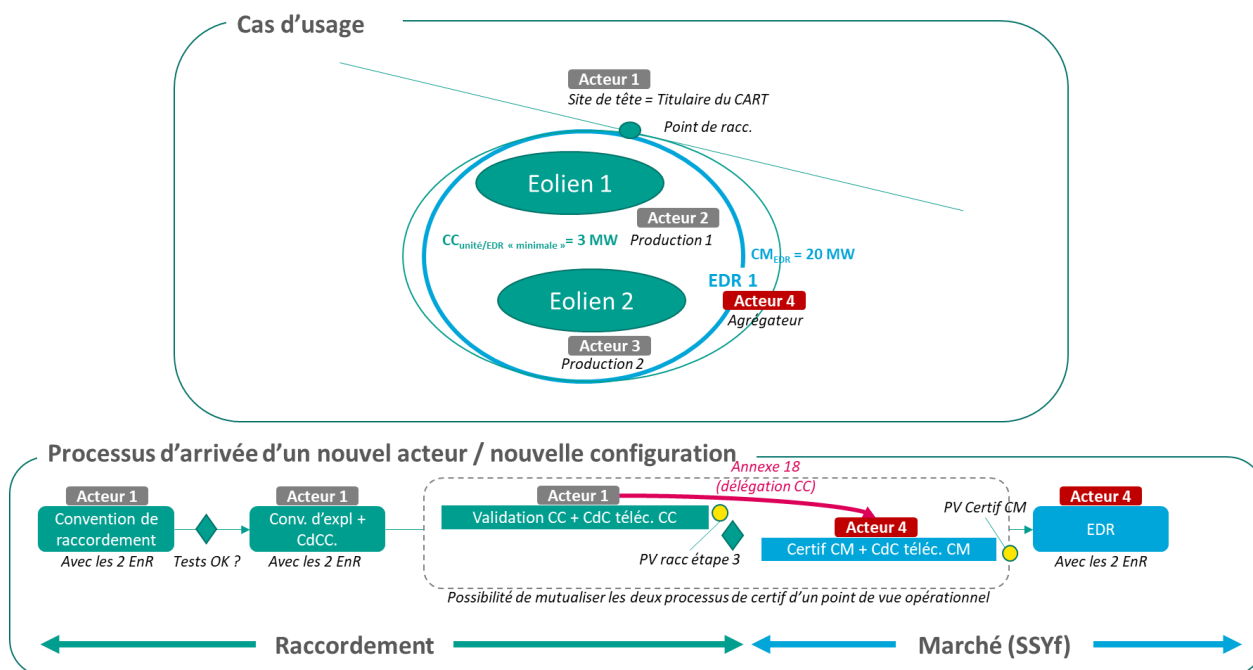 Cas d’usage
Acteur 1
Site de tête = Titulaire du CART
Point de racc.
Eolien 1
Acteur 2
Production 1
CC unité/EDR « minimale » = 3 MW
CM EDR = 20 MW
EDR 1
Eolien 2
Acteur 4
Agrégateur
Acteur 3
Production 2
Processus d’arrivée d’un nouvel acteur / nouvelle configuration
Annexe 18
(délégation CC)
Acteur 1
Convention de
raccordement
Avec les 2 EnR
Tests OK ?
Acteur 1
Conv. d’expl +
CdCC.
Avec les 2 EnR
Acteur 1
Validation CC + CdC téléc. CC
PV racc étape 3
Acteur 4
Certif CM + CdC téléc. CM
PV Certif CM
Acteur 4
EDR
Avec les 2 EnR
Possibilité de mutualiser les deux processus de certif d’un point de vue opérationnel
Raccordement
Marché (SSYf)